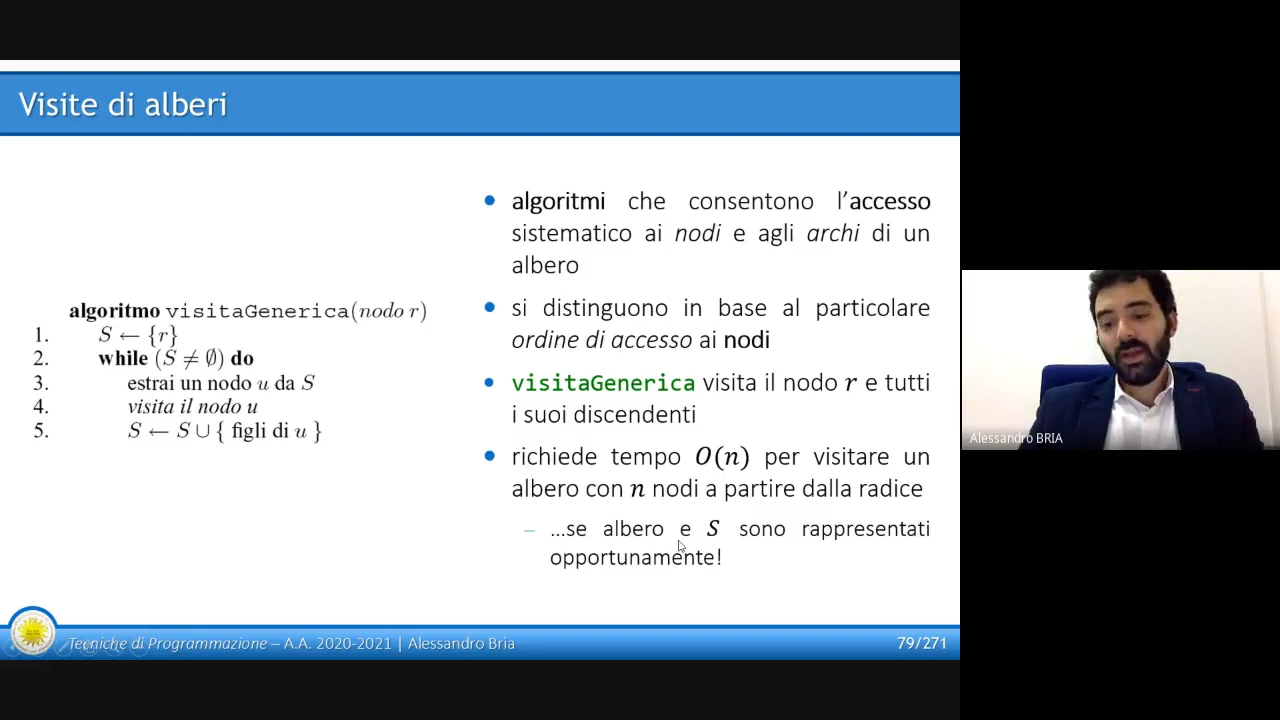 Visite di alberi
algoritmo visitaGenerica(nodo r)
1. S ← {r}
2. while (S ≠ ∅) do
3. estrai un nodo u da S
4. visita il nodo u
5. S ← S ∪ { figli di u }
• algoritmi che consentono l'accesso
sistematico ai nodi e agli archi di un
albero
• si distinguono in base al particolare
ordine di accesso ai nodi
• visitaGenerica visita il nodo r e tutti
i suoi discendenti
• richiede tempo O(n) per visitare un
albero con n nodi a partire dalla radice
– …se albero e S sono rappresentati
opportunamente!
Tecniche di Programmazione – A.A. 2020-2021 | Alessandro Bria
79/271
Alessandro BRIA